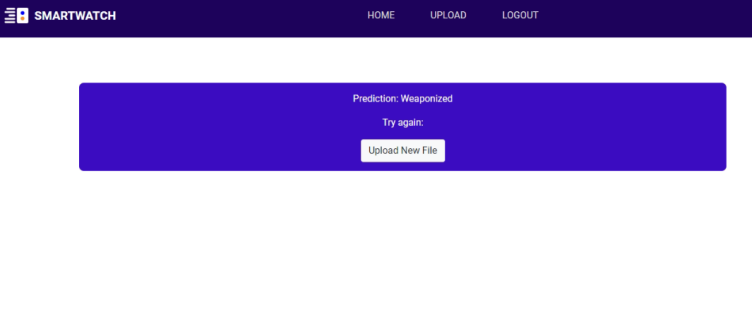 SMARTWATCH HOME UPLOAD LOGOUT
Prediction: Weaponized
Try again:
Upload New File